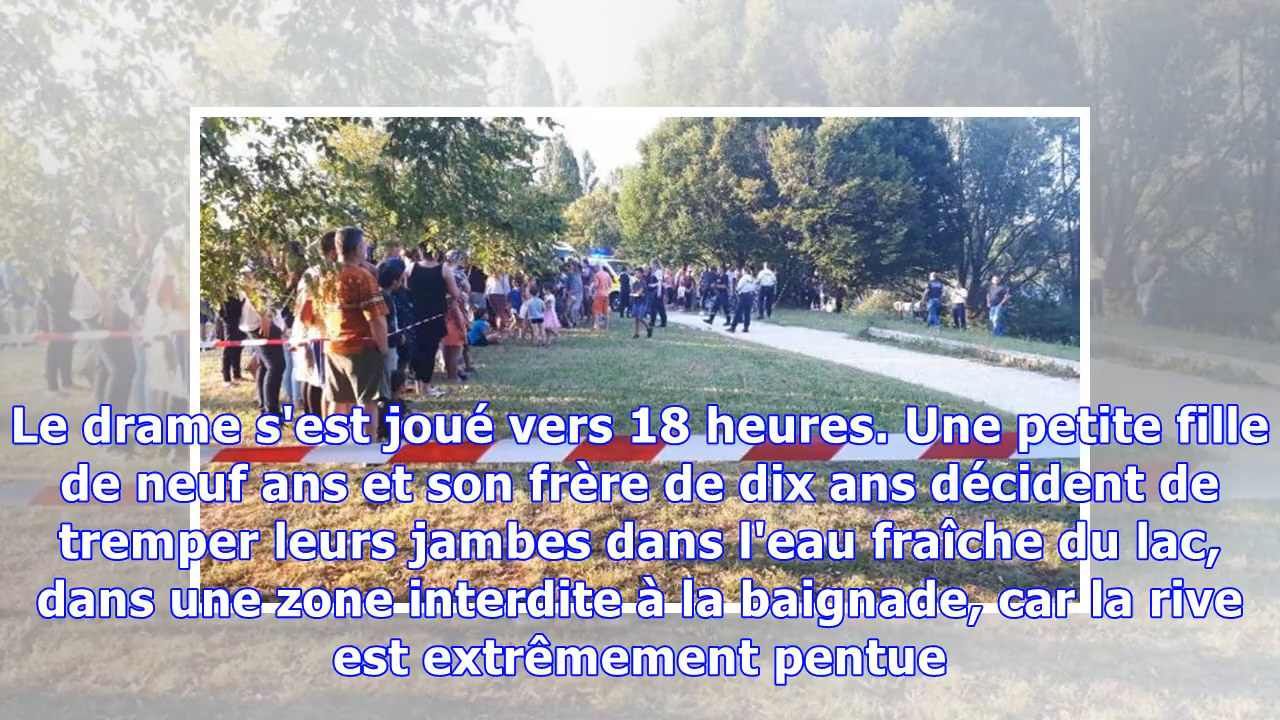 Le drame s'est joué vers 18 heures. Une petite fille
de neuf ans et son frère de dix ans décident de
tremper leurs jambes dans l'eau fraîche du lac,
dans une zone interdite à la baignade, car la rive
est extrêmement pentue